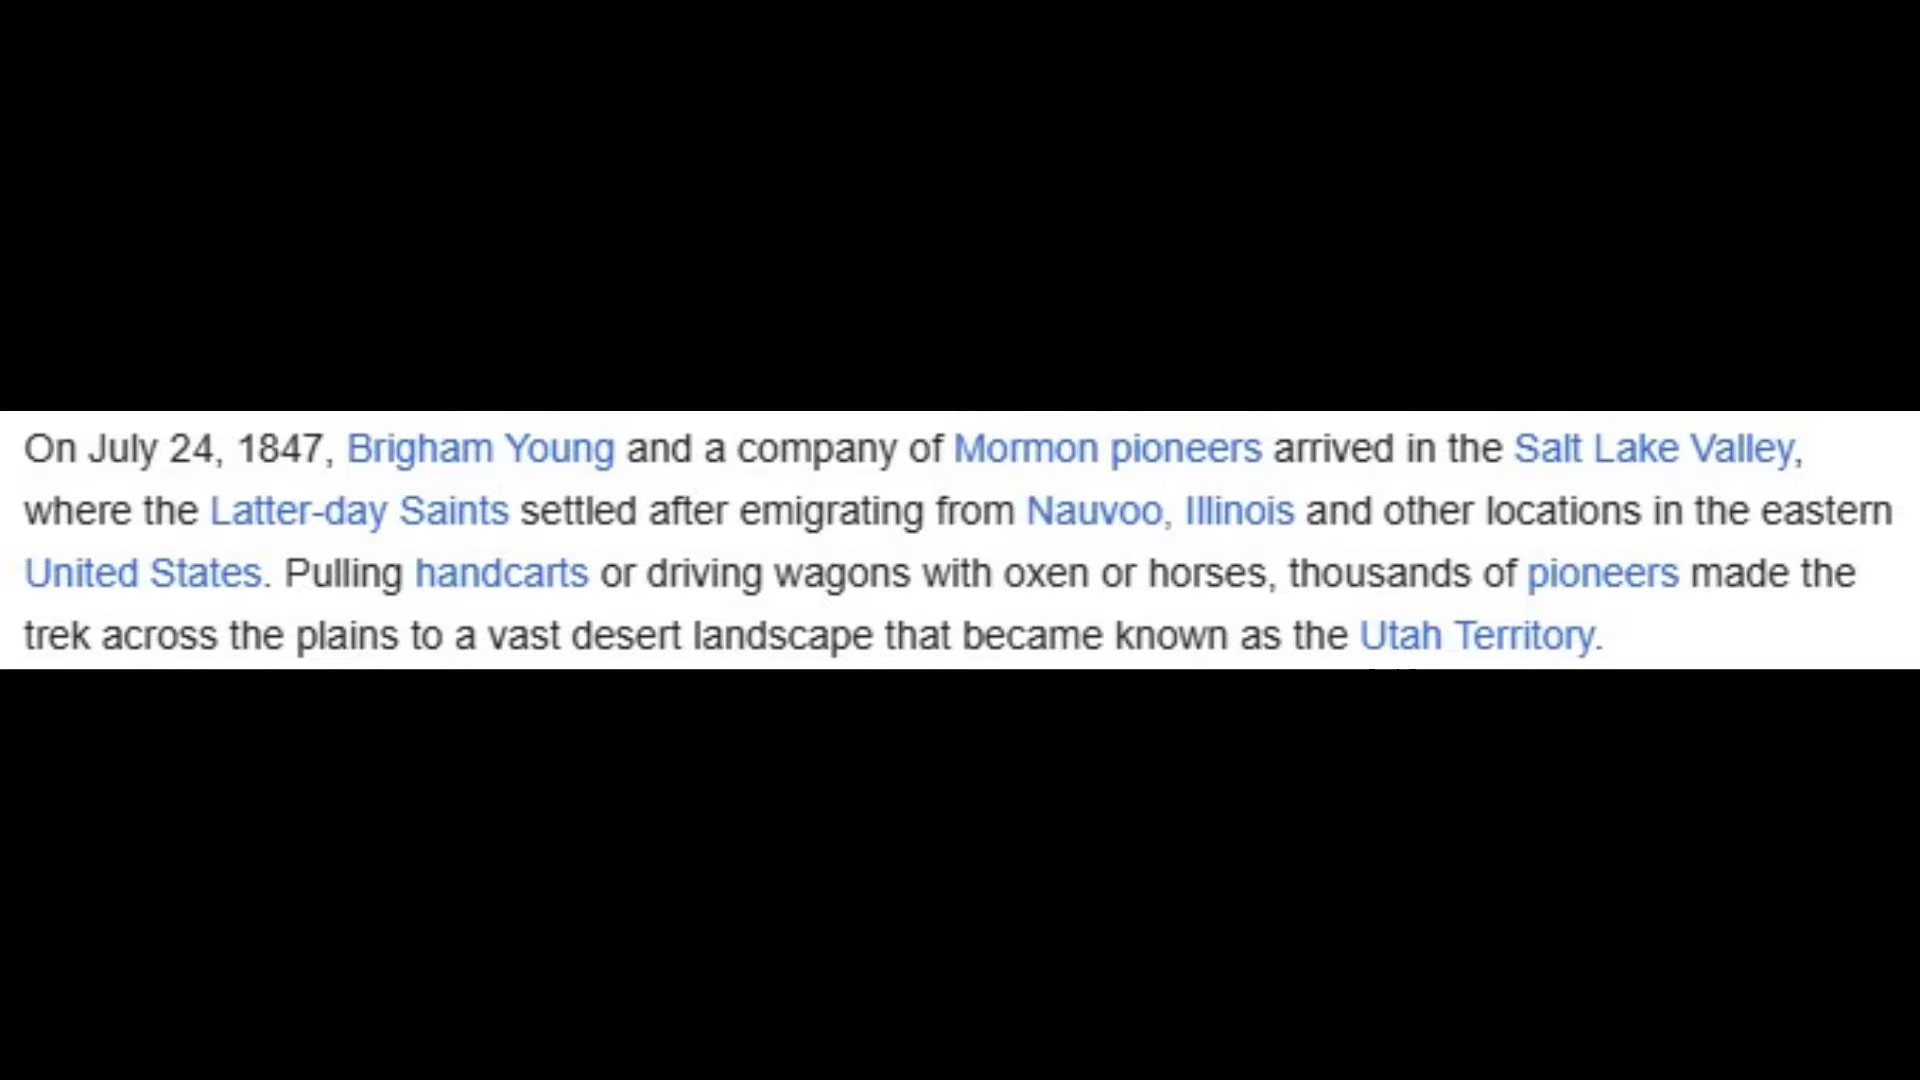 On July 24, 1847, Brigham Young and a company of Mormon pioneers arrived in the Salt Lake Valley,
where the Latter-day Saints settled after emigrating from Nauvoo, Illinois and other locations in the eastern
United States. Pulling handcarts or driving wagons with oxen or horses, thousands of pioneers made the
trek across the plains to a vast desert landscape that became known as the Utah Territory.